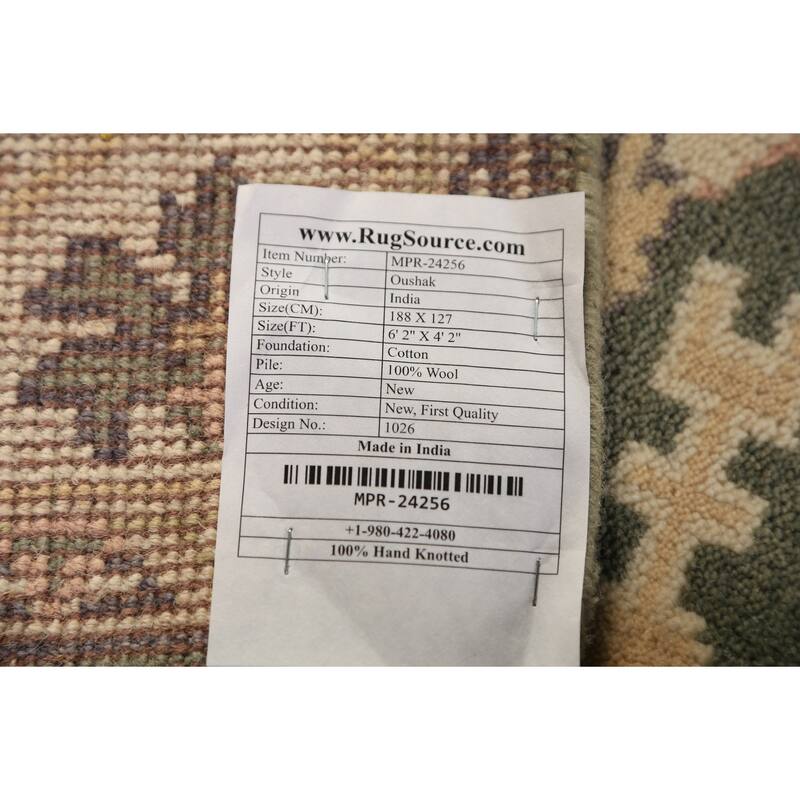 www.RugSource.com
Item Number: MPR-24256
Style Oushak
Origin India
Size(CM): 188 X 127
Size(FT): 6' 2" X 4' 2"
Foundation: Cotton
Pile: 100% Wool
Age: New
Condition: New, First Quality
Design No.: 1026
Made in India
MPR-24256
+1-980-422-4080
100% Hand Knotted